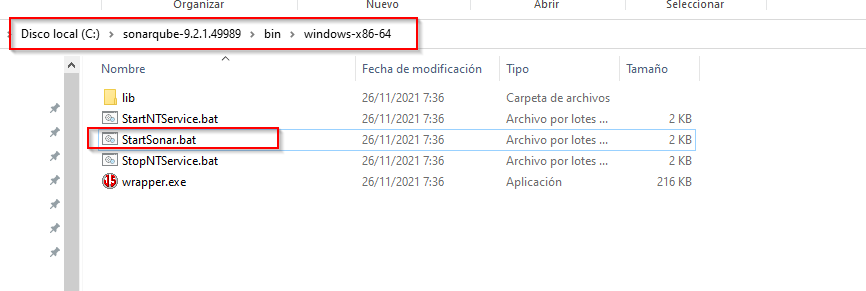 Organizar Nuevo Abrir Seleccionar
Disco local (C:) > sonarqube-9.2.1.49989 > bin > windows-x86-64
Nombre Fecha de modificación Tipo Tamaño
lib 26/11/2021 7:36 Carpeta de archivos
StartNTService.bat 26/11/2021 7:36 Archivo por lotes ... 2 KB
StartSonar.bat 26/11/2021 7:36 Archivo por lotes ... 2 KB
StopNTService.bat 26/11/2021 7:36 Archivo por lotes ... 2 KB
wrapper.exe 26/11/2021 7:36 Aplicación 216 KB